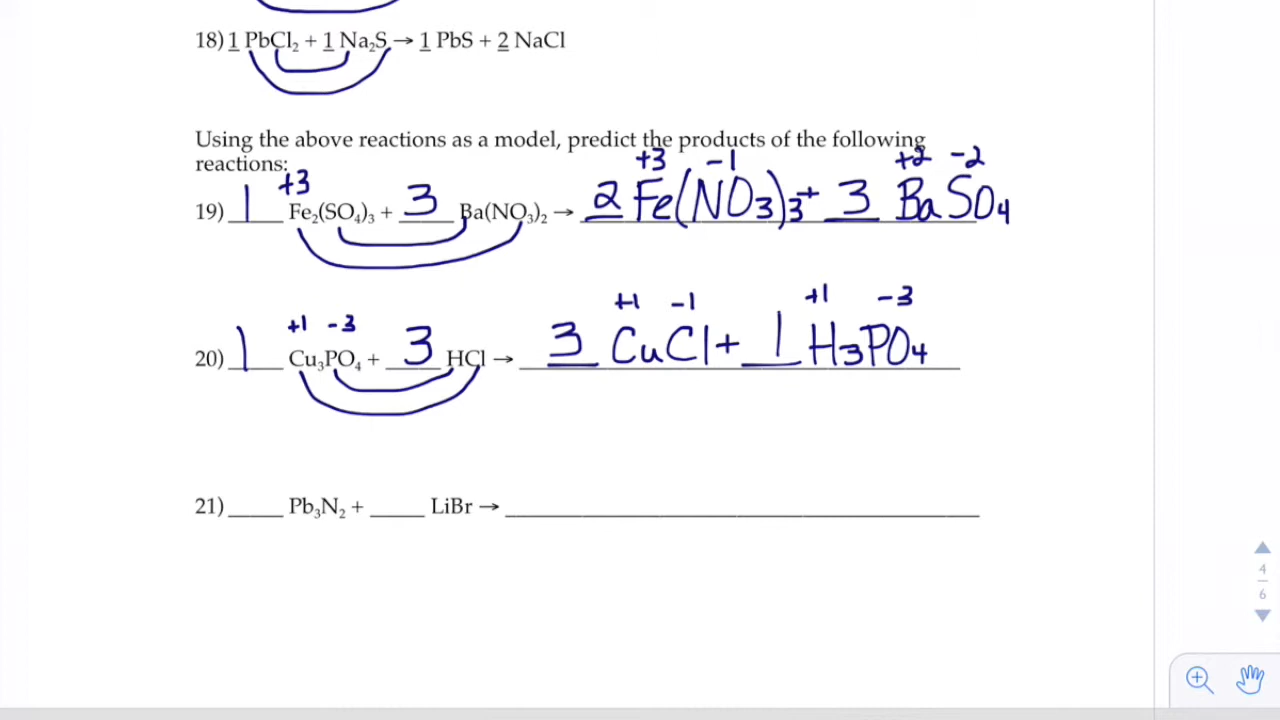 18) 1 PbCl₂ + 1 Na₂S → 1 PbS + 2 NaCl
Using the above reactions as a model, predict the products of the following
reactions:
+3 +3 -1 +2 -2
19) 1 Fe₂(SO₄)₃ + 3 Ba(NO₃)₂ → 2 Fe(NO₃)₃ + 3 BaSO₄
+1 -3 +1 -1 +1 -3
20) 1 Cu₃PO₄ + 3 HCl → 3 CuCl + 1 H₃PO₄
21) _____ Pb₃N₂ + _____ LiBr → _____
4
6